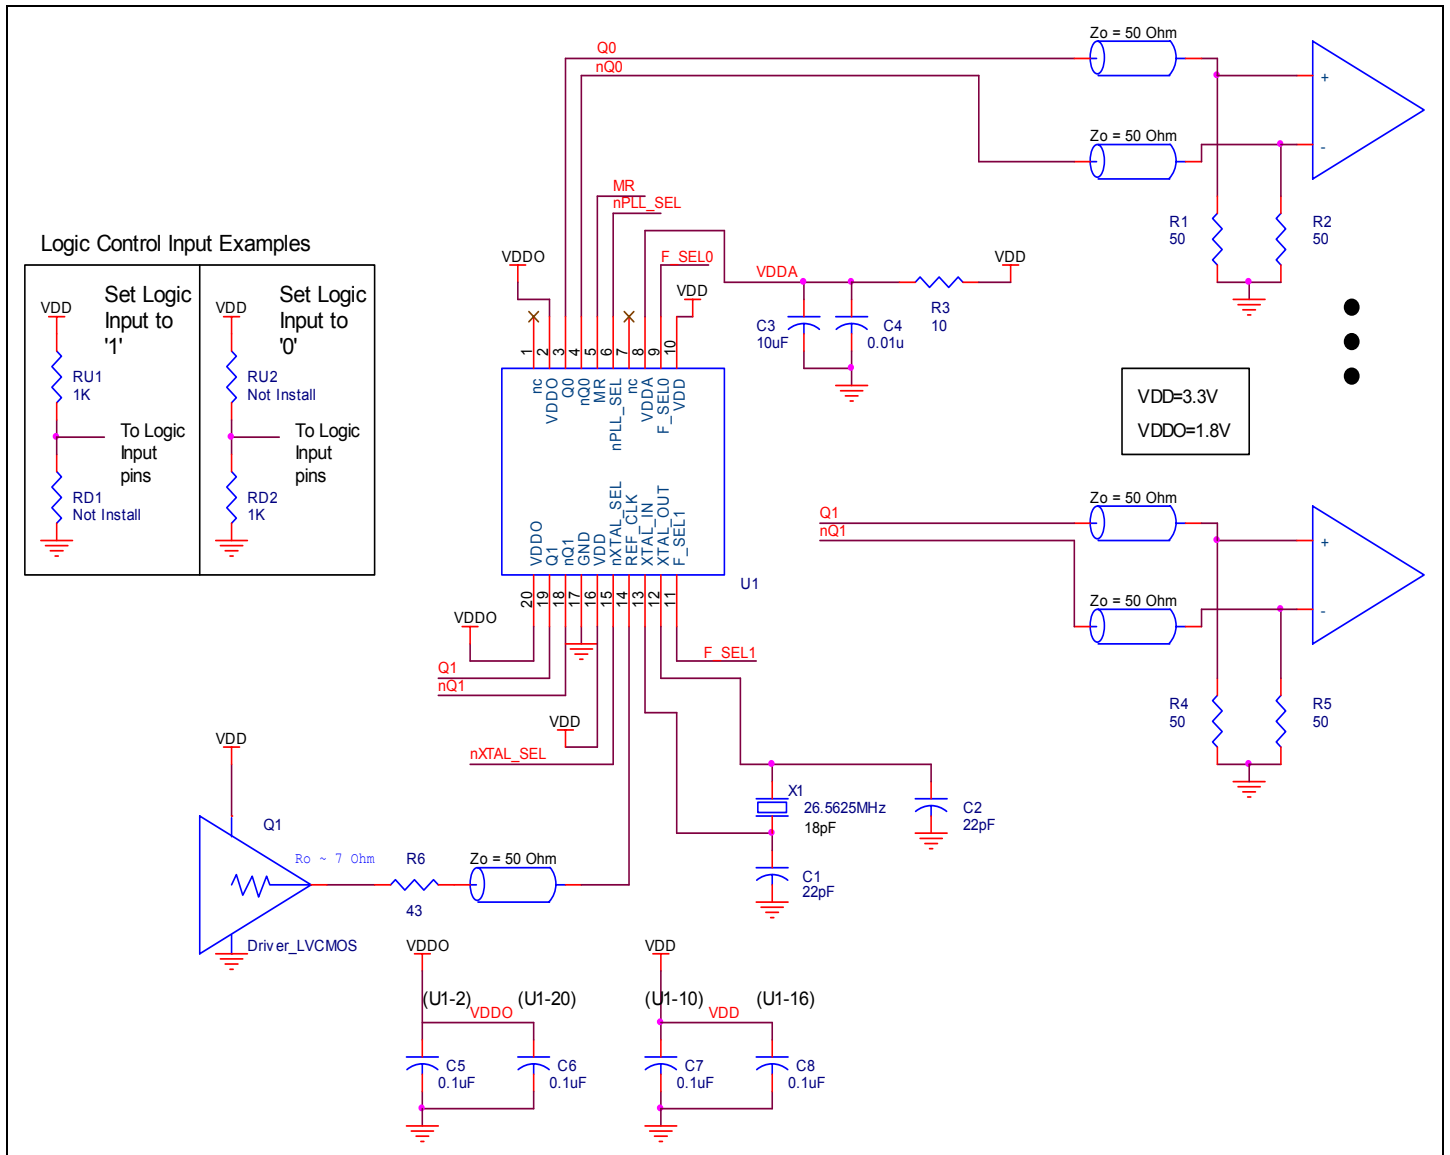 Zo = 50 Ohm
Q0
nQ0
+
Zo = 50 Ohm
-
MR
nPLL_SEL
R1
50
R2
50
Logic Control Input Examples
VDDO
F_SEL0
VDDA
VDD
VDD
VDD
Set Logic
Input to
'1'
VDD
Set Logic
Input to
'0'
R3
10
C3
10uF
C4
0.01u
RU1
1K
RU2
Not Install
1
2
3
4
5
6
7
8
9
10
nc
VDDO
Q0
nQ0
MR
nPLL_SEL
nc
VDDA
F_SEL0
VDD
VDD=3.3V
VDDO=1.8V
To Logic
Input
pins
To Logic
Input
pins
RD1
Not Install
RD2
1K
VDDO
Q1
nQ1
GND
VDD
nXTAL_SEL
REF_CLK
XTAL_IN
XTAL_OUT
F_SEL1
U1
20
19
18
17
16
15
14
13
12
11
Zo = 50 Ohm
Q1
nQ1
+
Zo = 50 Ohm
-
VDDO
Q1
nQ1
F_SEL1
R4
50
R5
50
VDD
nXTAL_SEL
VDD
X1
26.5625MHz
18pF
C2
22pF
Q1
Ro ~ 7 Ohm
R6
43
Zo = 50 Ohm
C1
22pF
Driver_LVCMOS
VDDO
VDD
(U1-2)
(U1-20)
(U1-10)
(U1-16)
VDDO
VDD
C5
0.1uF
C6
0.1uF
C7
0.1uF
C8
0.1uF